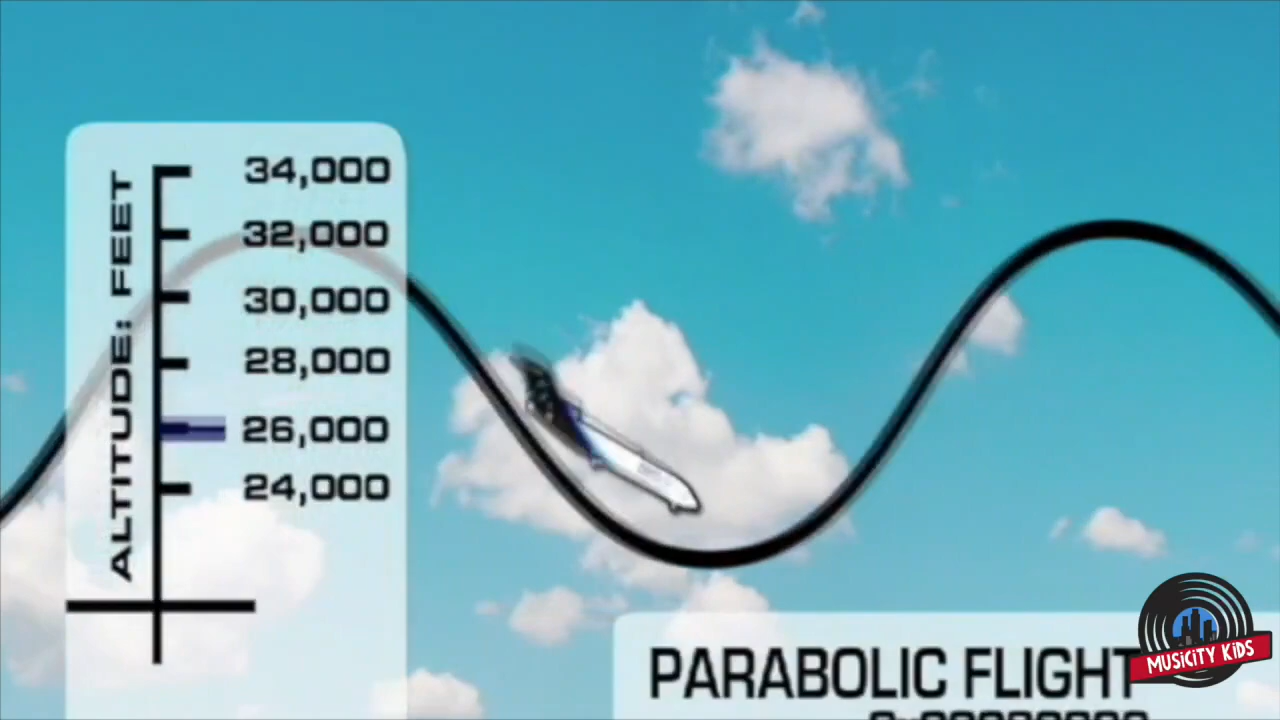 ALTITUDE: FEET
34,000
32,000
30,000
28,000
26,000
24,000
PARABOLIC FLIGHT
MUSICITY KIDS